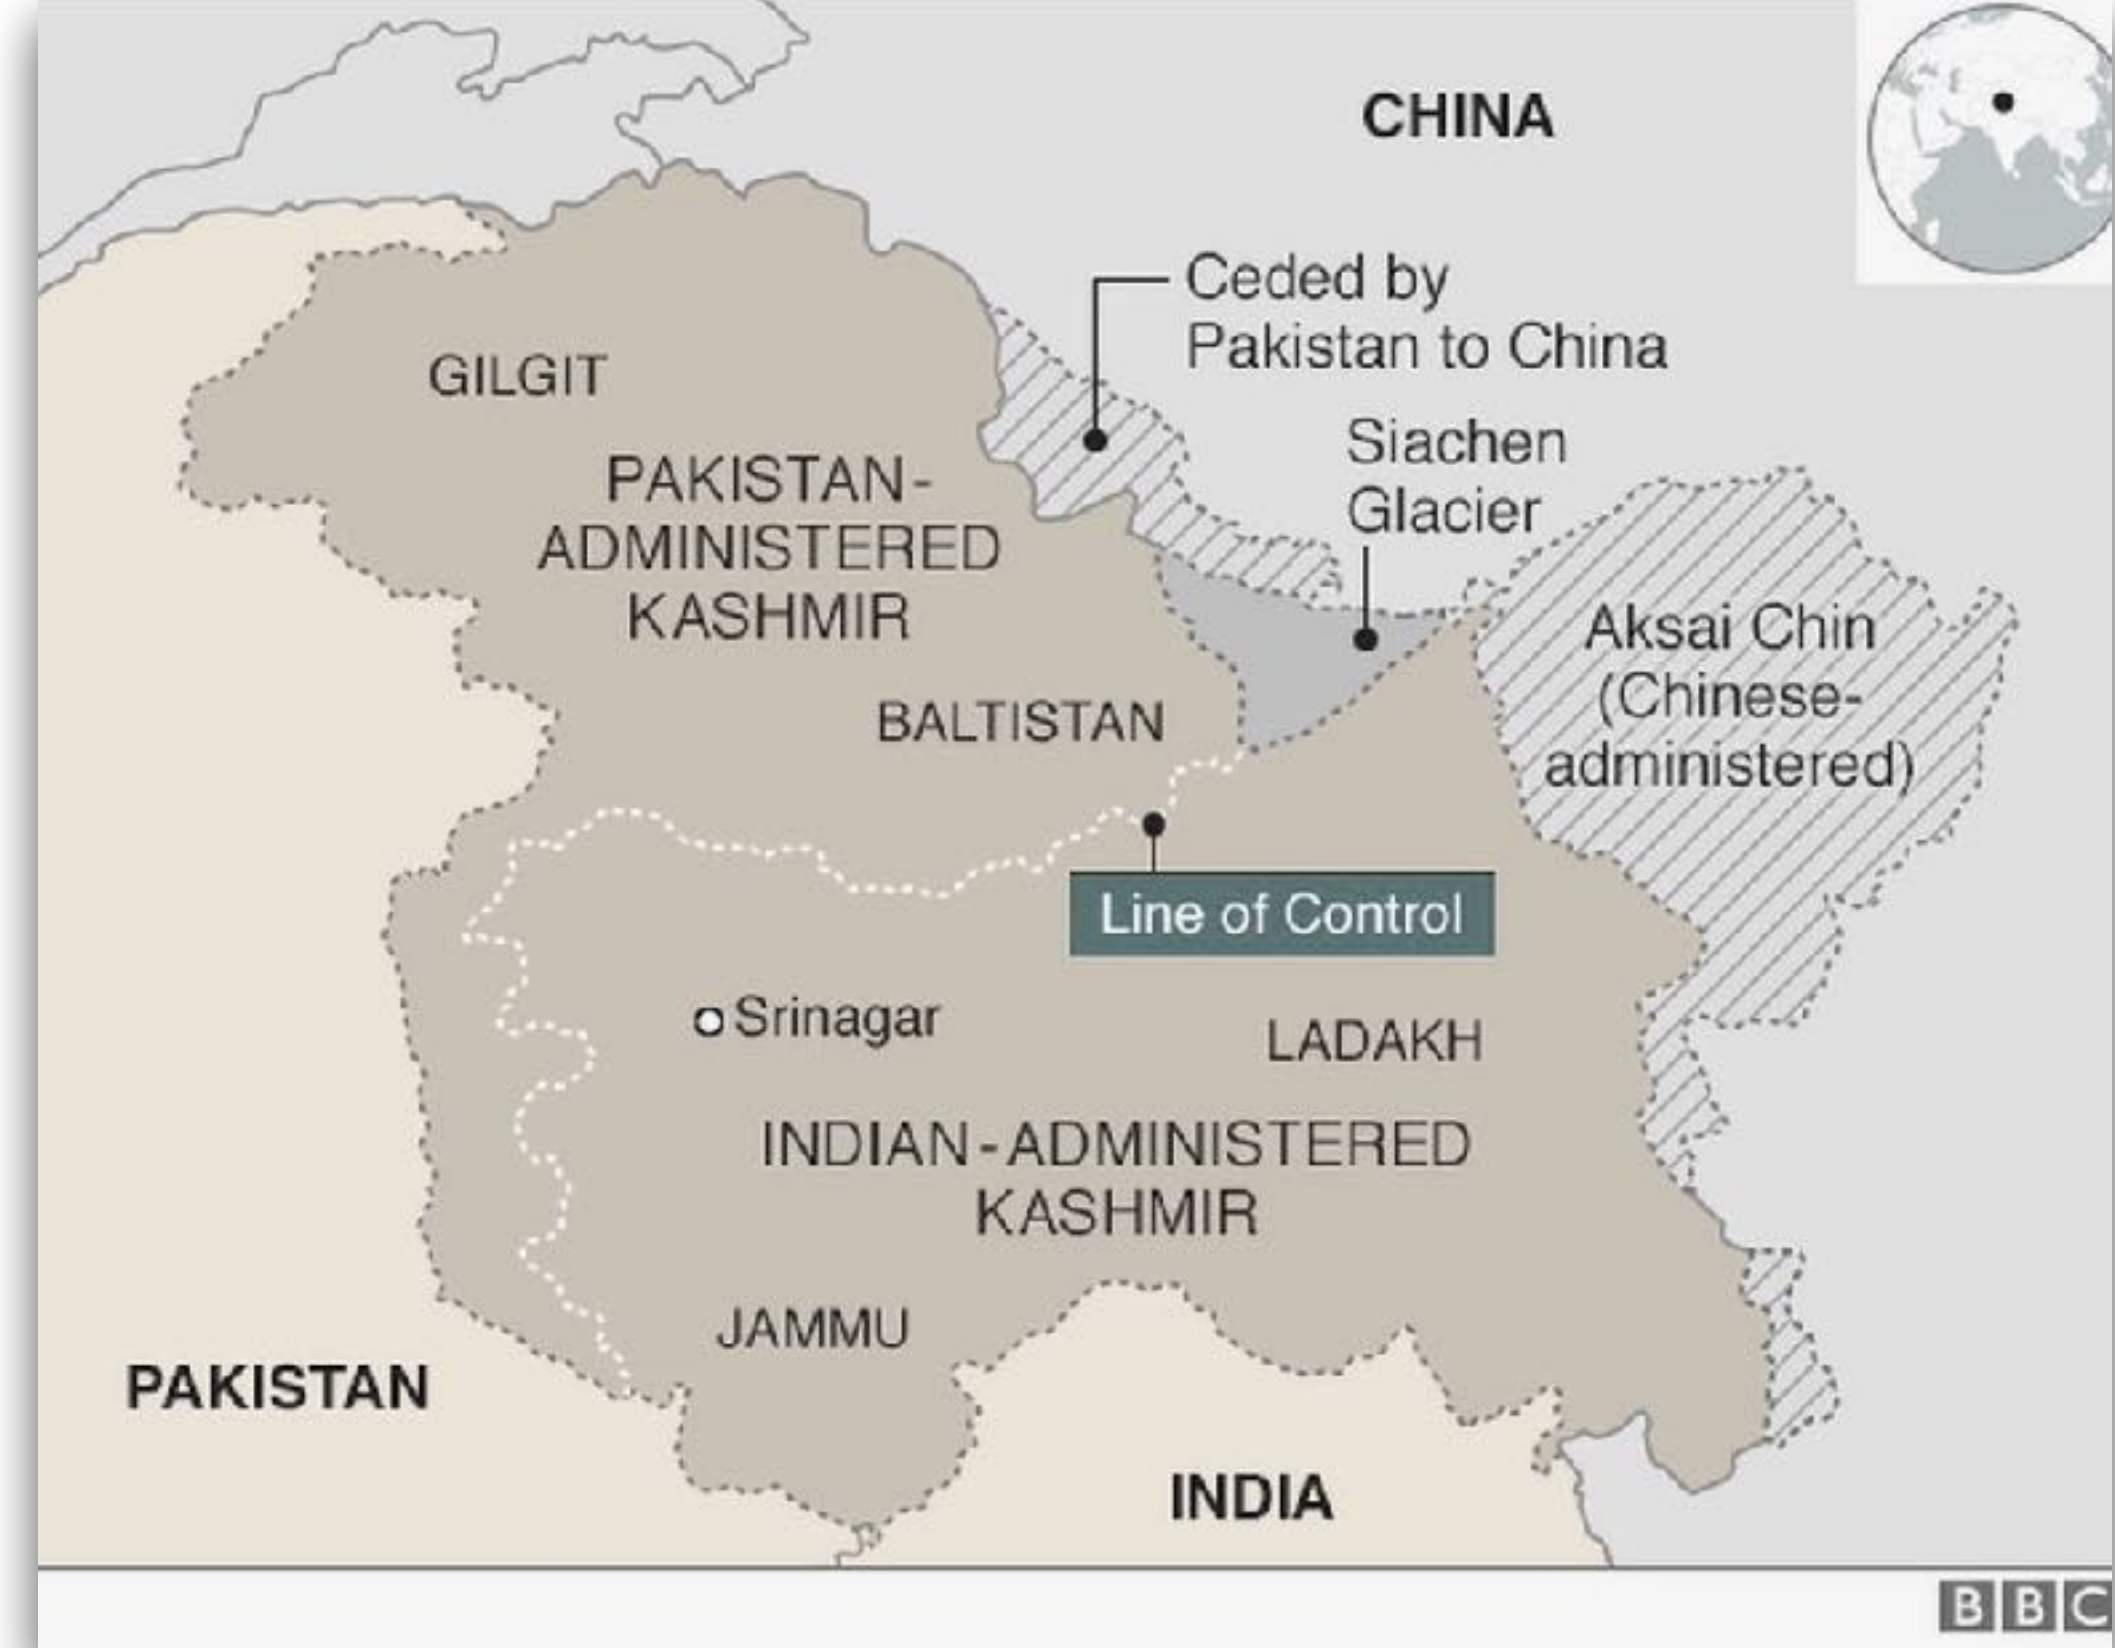 CHINA
Ceded by
Pakistan to China
Siachen
Glacier
GILGIT
PAKISTAN-
ADMINISTERED
KASHMIR
Aksai Chin
(Chinese-
administered)
BALTISTAN
Line of Control
Srinagar
LADAKH
INDIAN-ADMINISTERED
KASHMIR
JAMMU
PAKISTAN
INDIA
BBC